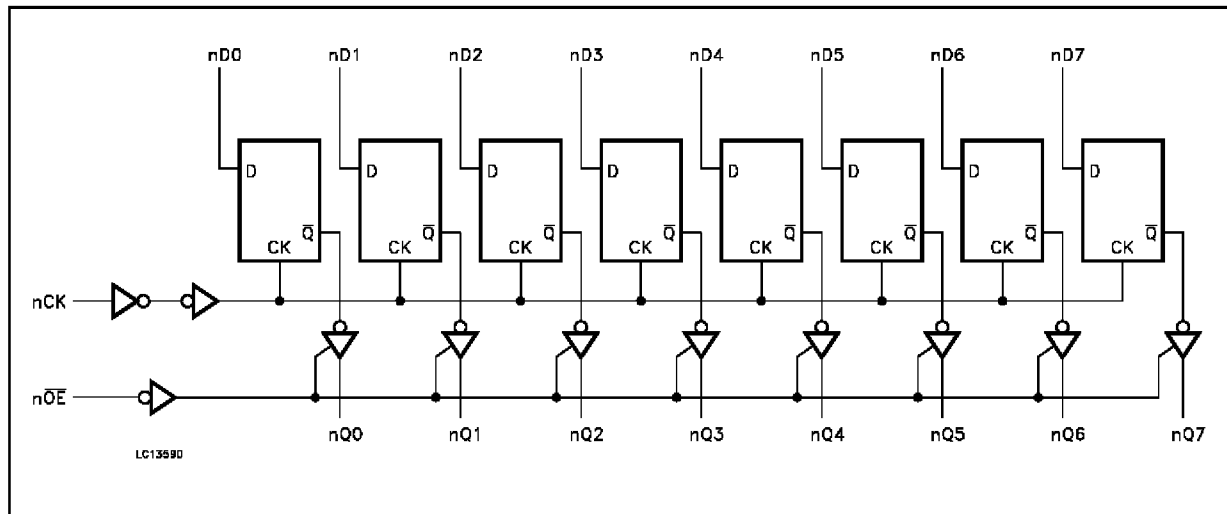 nD0 nD1 nD2 nD3 nD4 nD5 nD6 nD7
D D D D D D D D
Q̅ Q̅ Q̅ Q̅ Q̅ Q̅ Q̅ Q̅
CK CK CK CK CK CK CK CK
nCK
nO̅E̅
nQ0 nQ1 nQ2 nQ3 nQ4 nQ5 nQ6 nQ7
LC13590